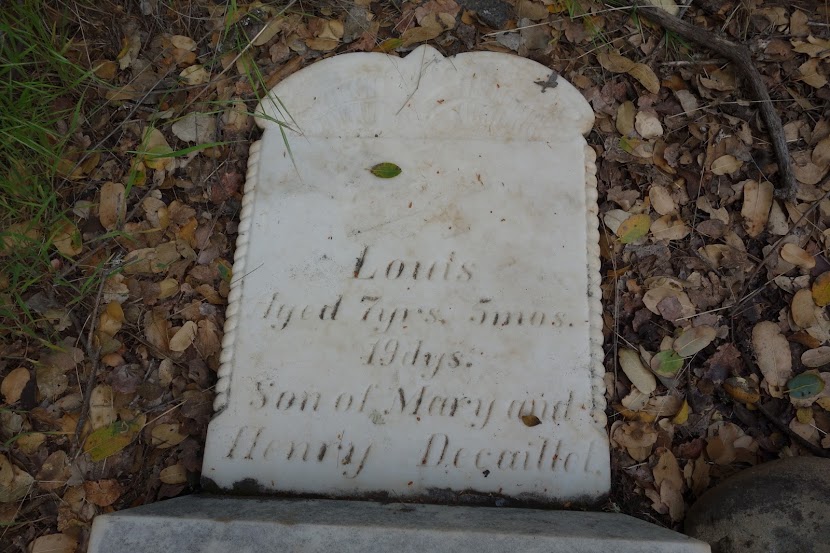 Louis
Aged 7yrs. 5mos.
19dys.
Son of Mary and
Henry Decaillet.